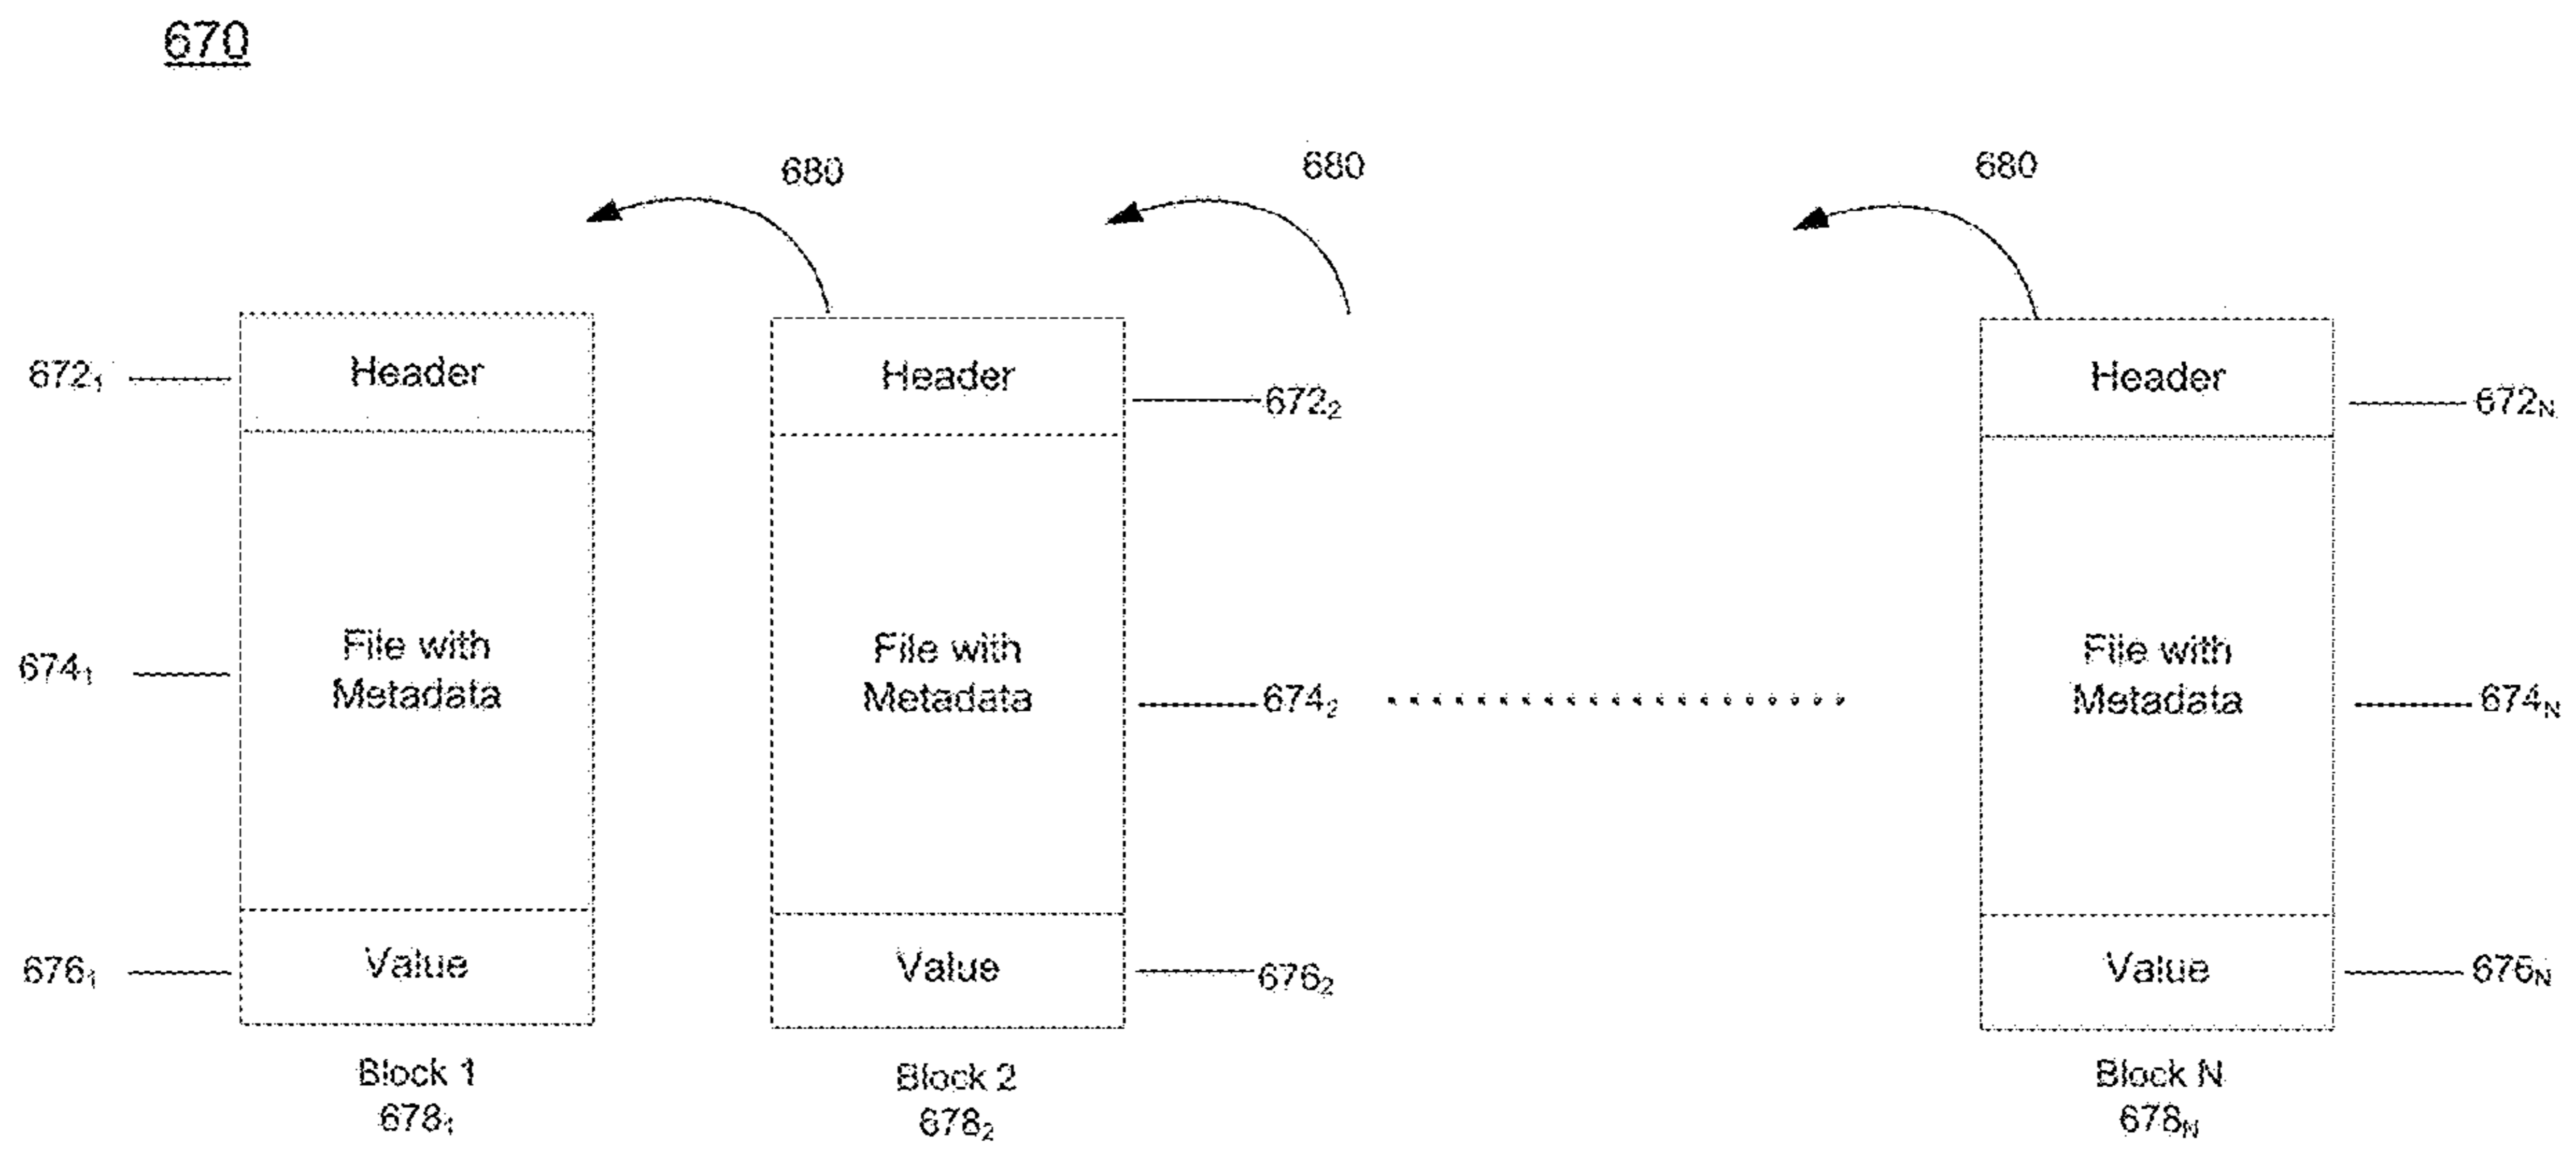 670
680
680
680
672₁
Header
Header
672₂
Header
672N
674₁
File with
Metadata
File with
Metadata
674₂
File with
Metadata
674N
676₁
Value
Value
676₂
Value
676N
Block 1
678₁
Block 2
678₂
Block N
678N